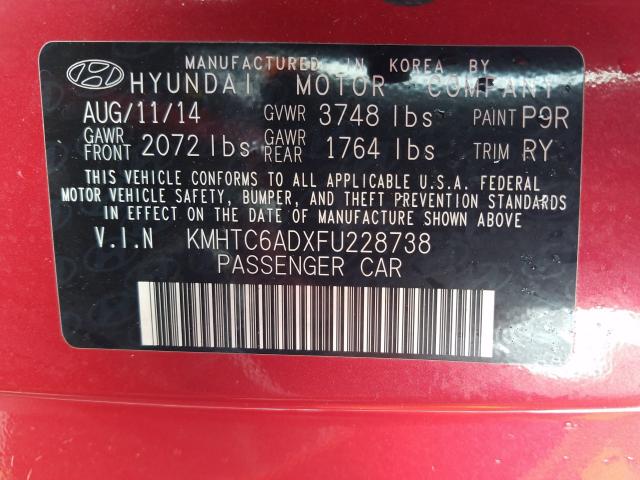 MANUFACTURED IN KOREA BY
HYUNDAI MOTOR COMPANY
AUG/11/14 GVWR 3748 lbs PAINT P9R
GAWR FRONT 2072 lbs GAWR REAR 1764 lbs TRIM RY
THIS VEHICLE CONFORMS TO ALL APPLICABLE U.S.A. FEDERAL
MOTOR VEHICLE SAFETY, BUMPER, AND THEFT PREVENTION STANDARDS
IN EFFECT ON THE DATE OF MANUFACTURE SHOWN ABOVE
V.I.N KMHTC6ADXFU228738
PASSENGER CAR